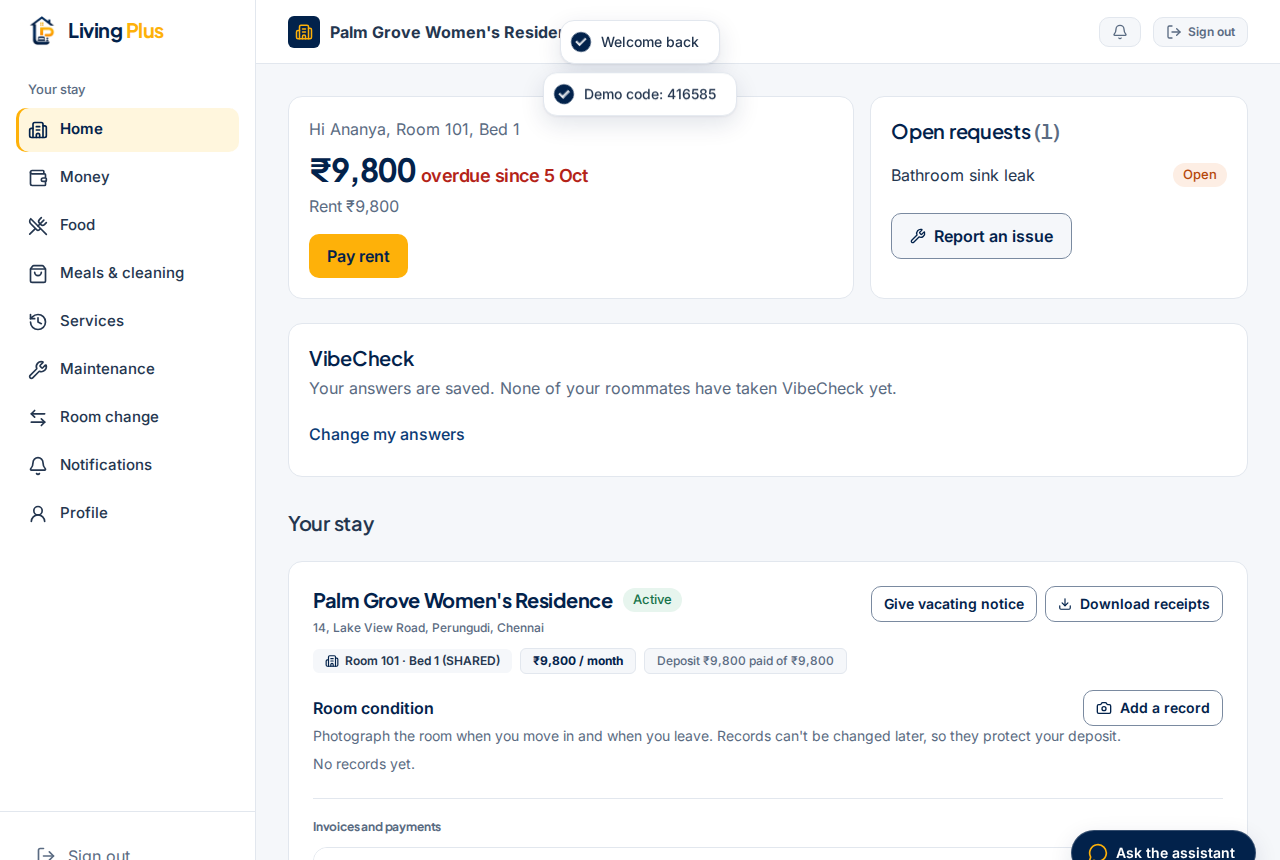 Living Plus
Your stay
Home
Money
Food
Meals & cleaning
Services
Maintenance
Room change
Notifications
Profile
Sign out
Palm Grove Women's
Sign out
Welcome back
Demo code: 416585
Hi Ananya, Room 101, Bed 1
₹9,800 overdue since 5 Oct
Rent ₹9,800
Pay rent
Open requests (1)
Bathroom sink leak
Open
Report an issue
VibeCheck
Your answers are saved. None of your roommates have taken VibeCheck yet.
Change my answers
Your stay
Palm Grove Women's Residence
Active
Give vacating notice
Download receipts
14, Lake View Road, Perungudi, Chennai
Room 101 · Bed 1 (SHARED)
₹9,800 / month
Deposit ₹9,800 paid of ₹9,800
Room condition
Add a record
Photograph the room when you move in and when you leave. Records can't be changed later, so they protect your deposit.
No records yet.
Invoices and payments
Ask the assistant